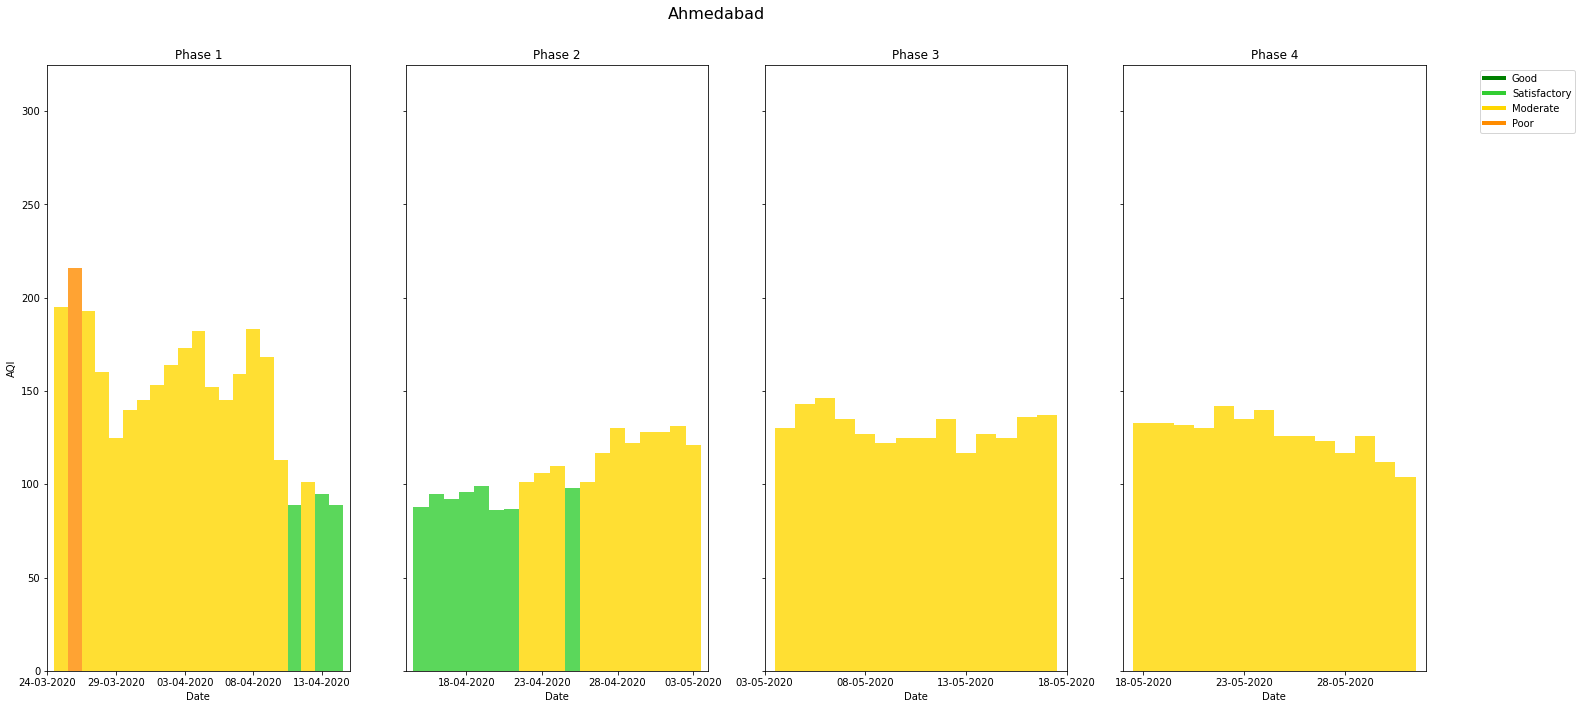 Ahmedabad
Phase 1
Phase 2
Phase 3
Phase 4
Good
Satisfactory
Moderate
Poor
AQI
300
250
200
150
100
50
0
24-03-2020 29-03-2020 03-04-2020 08-04-2020 13-04-2020
Date
18-04-2020 23-04-2020 28-04-2020 03-05-2020
Date
03-05-2020 08-05-2020 13-05-2020 18-05-2020
Date
18-05-2020 23-05-2020 28-05-2020
Date